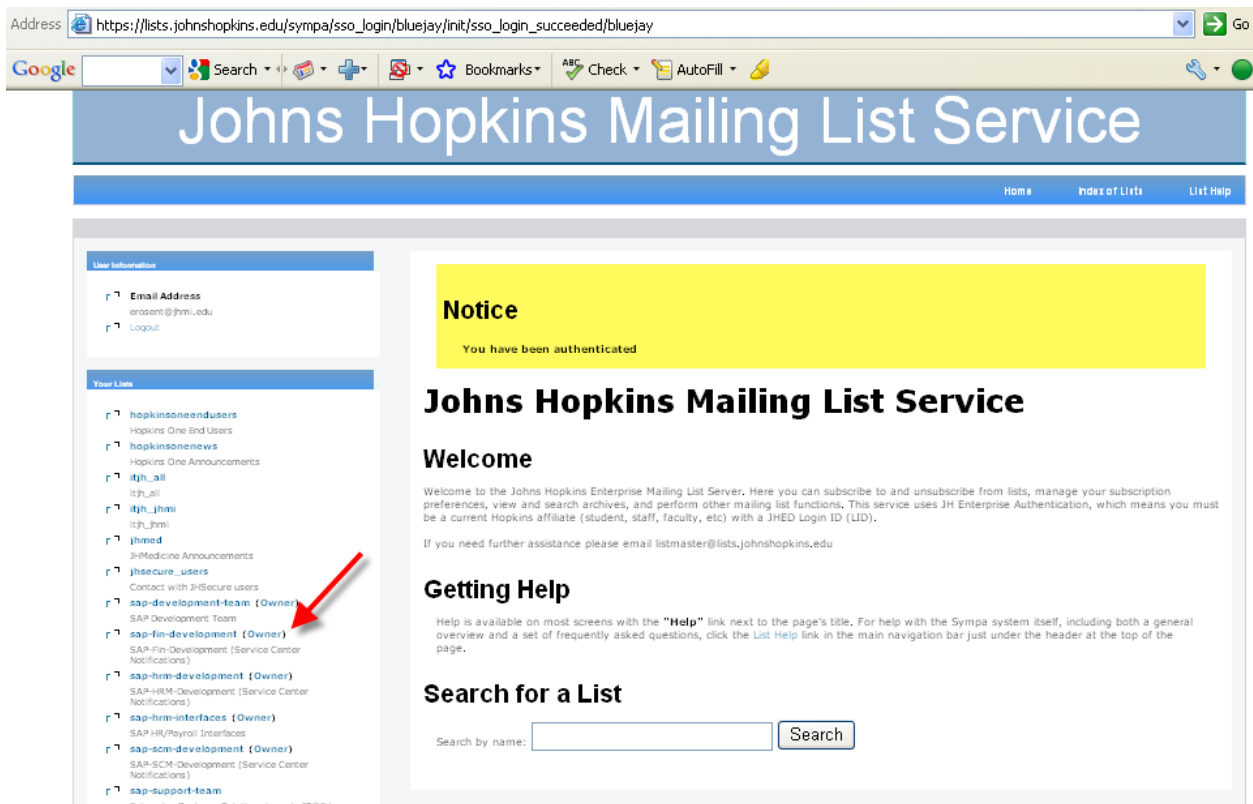 Address https://lists.johnshopkins.edu/sympa/sso_login/bluejay/init/sso_login_succeeded/bluejay Go
Google Search Bookmarks ABC Check AutoFill
Johns Hopkins Mailing List Service
Home Index of Lists List Help
User Information
Email Address
erosent@jhmi.edu
Logout
Your Lists
hopkinsoneendusers
Hopkins One End Users
hopkinsonenews
Hopkins One Announcements
itjh_all
itjh_all
itjh_jhmi
itjh_jhmi
jhmed
JHMedicine Announcements
jhsecure_users
Contact with JHSecure users
sap-development-team (Owner)
SAP Development Team
sap-fin-development (Owner)
SAP-Fin-Development (Service Center
Notifications)
sap-hrm-development (Owner)
SAP-HRM-Development (Service Center
Notifications)
sap-hrm-interfaces (Owner)
SAP HR/Payroll Interfaces
sap-scm-development (Owner)
SAP-SCM-Development (Service Center
Notifications)
sap-support-team
Notice
You have been authenticated
Johns Hopkins Mailing List Service
Welcome
Welcome to the Johns Hopkins Enterprise Mailing List Server. Here you can subscribe to and unsubscribe from lists, manage your subscription
preferences, view and search archives, and perform other mailing list functions. This service uses JH Enterprise Authentication, which means you must
be a current Hopkins affiliate (student, staff, faculty, etc) with a JHED Login ID (LID).
If you need further assistance please email listmaster@lists.johnshopkins.edu
Getting Help
Help is available on most screens with the "Help" link next to the page's title. For help with the Sympa system itself, including both a general
overview and a set of frequently asked questions, click the List Help link in the main navigation bar just under the header at the top of the
page.
Search for a List
Search by name: Search